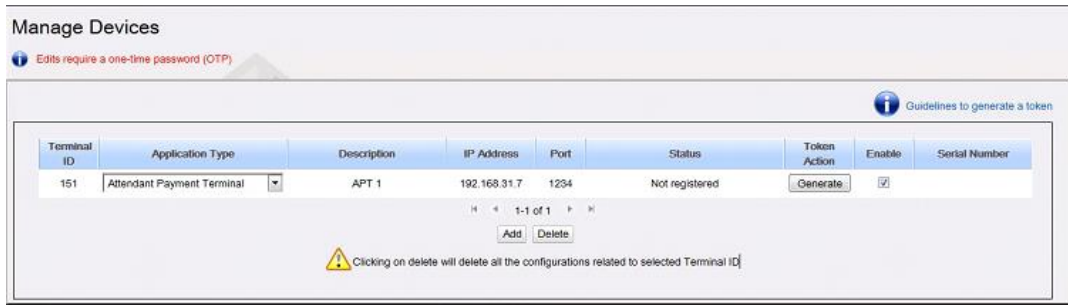 Manage Devices
Edits require a one-time password (OTP)
Guidelines to generate a token
Terminal ID Application Type Description IP Address Port Status Token Action Enable Serial Number
151 Attendant Payment Terminal APT 1 192.168.31.7 1234 Not registered Generate
1-1 of 1
Add Delete
Clicking on delete will delete all the configurations related to selected Terminal ID